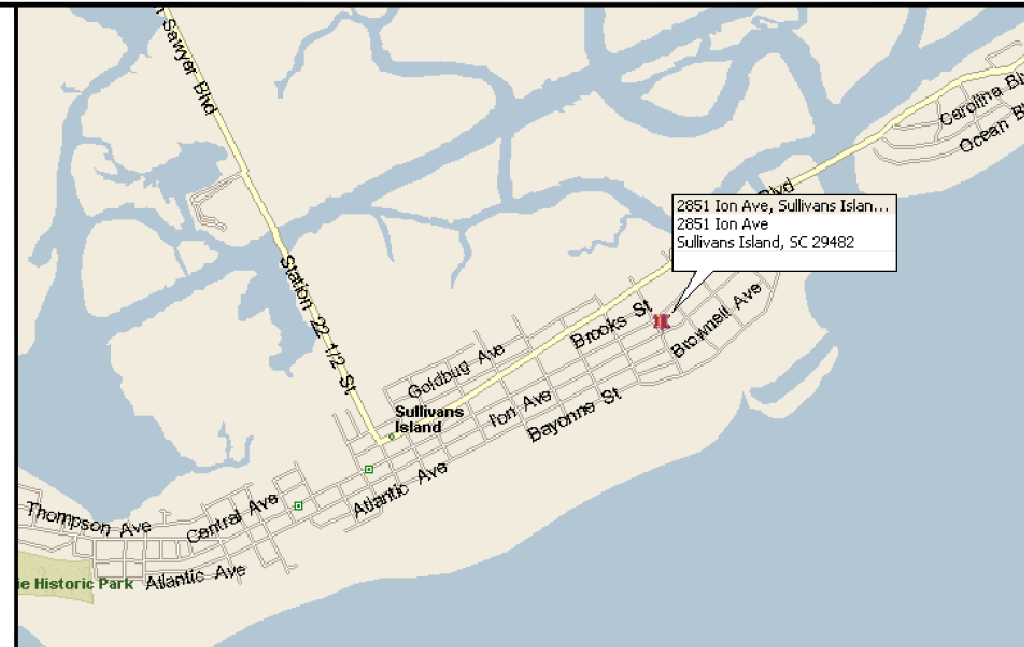 Sawyer Blvd
Carolina Bl
Ocean B
Blvd
2851 Ion Ave, Sullivans Islan...
2851 Ion Ave
Sullivans Island, SC 29482
Station 22 1/2 St
Brooks St
Brownell Ave
Goldbug Ave
Sullivans
Island
Ion Ave
Bayonne St
Atlantic Ave
Central Ave
Thompson Ave
ie Historic Park
Atlantic Ave